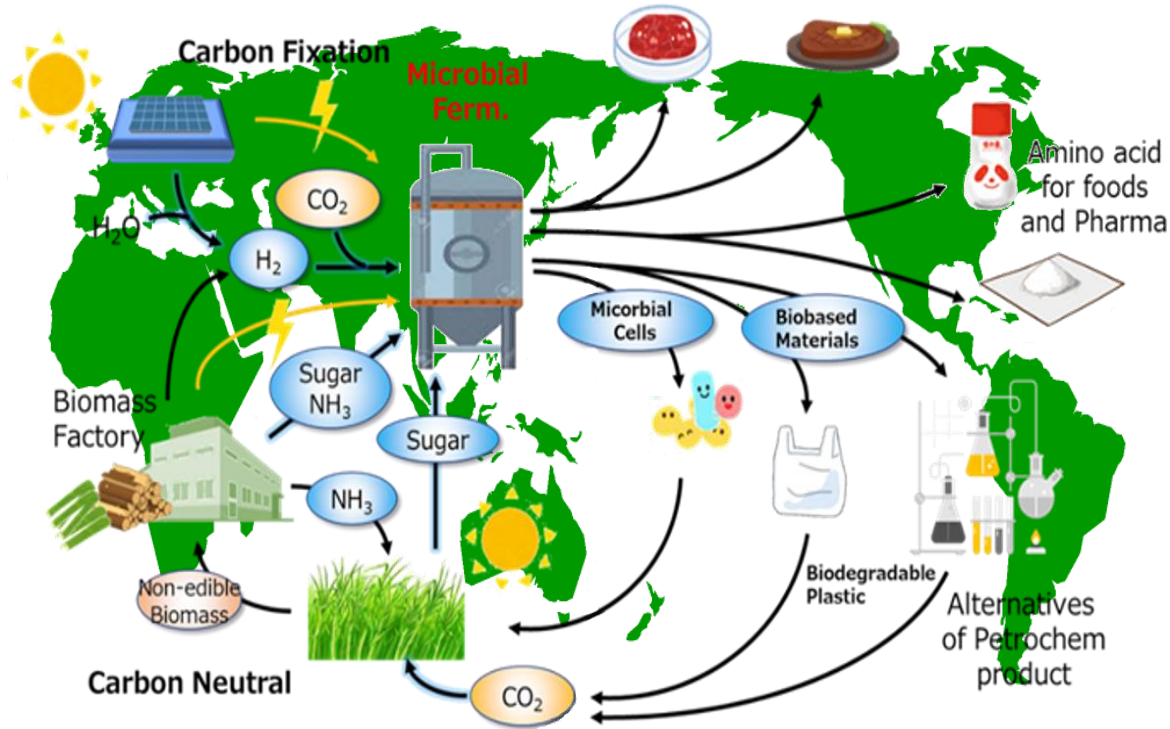 Carbon Fixation
Microbial
Ferm.
CO2
H2O
H2
Amino acid
for foods
and Pharma
Micorbial
Cells
Biobased
Materials
Sugar
NH3
Biomass
Factory
Sugar
NH3
Non-edible
Biomass
Biodegradable
Plastic
Alternatives
of Petrochem
product
Carbon Neutral
CO2